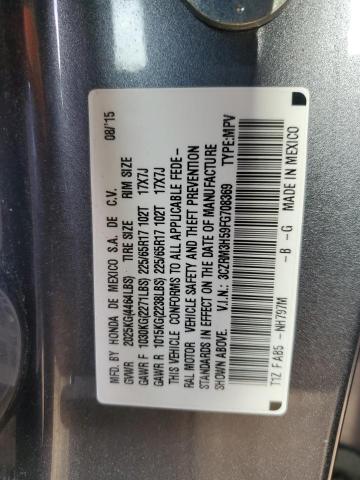 MFD. BY HONDA DE MEXICO S.A. DE C.V. 08/'15
GVWR 2025KG(4464LBS) TIRE SIZE RIM SIZE
GAWR F 1030KG(2271LBS) 225/65R17 102T 17X7J
GAWR R 1015KG(2238LBS) 225/65R17 102T 17X7J
THIS VEHICLE CONFORMS TO ALL APPLICABLE FEDE-
RAL MOTOR VEHICLE SAFETY AND THEFT PREVENTION
STANDARDS IN EFFECT ON THE DATE OF MANUFACTURE
SHOWN ABOVE. V.I.N.: 3CZRM3H59FG708369 TYPE:MPV
T1Z F AB5 -NH797M -B -G MADE IN MEXICO